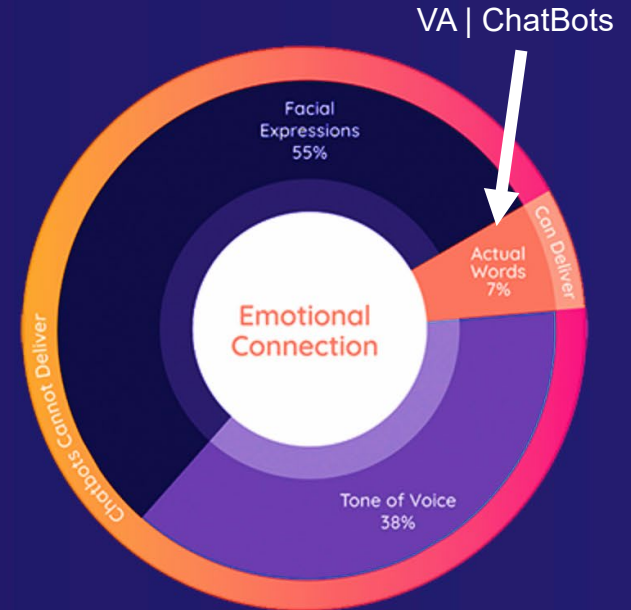 VA | ChatBots
Facial
Expressions
55%
Can Deliver
Actual
Words
7%
Emotional
Connection
Chatbots Cannot Deliver
Tone of Voice
38%